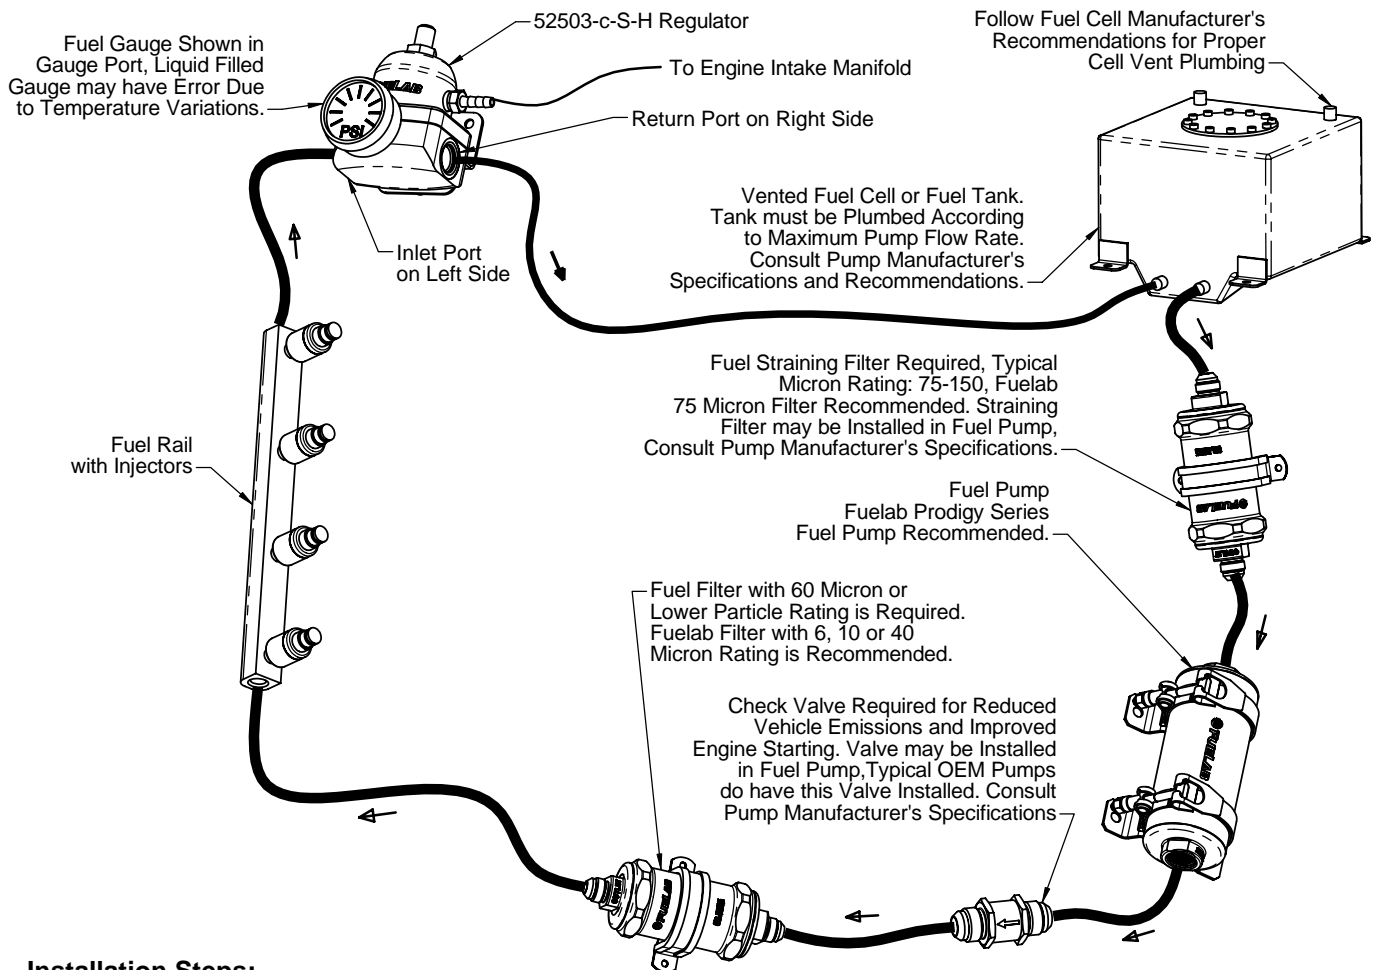 52503-c-S-H Regulator
Fuel Gauge Shown in
Gauge Port, Liquid Filled
Gauge may have Error Due
to Temperature Variations.
To Engine Intake Manifold
Return Port on Right Side
PSI
Inlet Port
on Left Side
Follow Fuel Cell Manufacturer's
Recommendations for Proper
Cell Vent Plumbing
Vented Fuel Cell or Fuel Tank.
Tank must be Plumbed According
to Maximum Pump Flow Rate.
Consult Pump Manufacturer's
Specifications and Recommendations.
Fuel Straining Filter Required, Typical
Micron Rating: 75-150, Fuelab
75 Micron Filter Recommended. Straining
Filter may be Installed in Fuel Pump,
Consult Pump Manufacturer's Specifications.
FUELAB
Fuel Rail
with Injectors
Fuel Pump
Fuelab Prodigy Series
Fuel Pump Recommended.
FUELAB
Fuel Filter with 60 Micron or
Lower Particle Rating is Required.
Fuelab Filter with 6, 10 or 40
Micron Rating is Recommended.
FUELAB
Check Valve Required for Reduced
Vehicle Emissions and Improved
Engine Starting. Valve may be Installed
in Fuel Pump,Typical OEM Pumps
do have this Valve Installed. Consult
Pump Manufacturer's Specifications
Installation Steps: